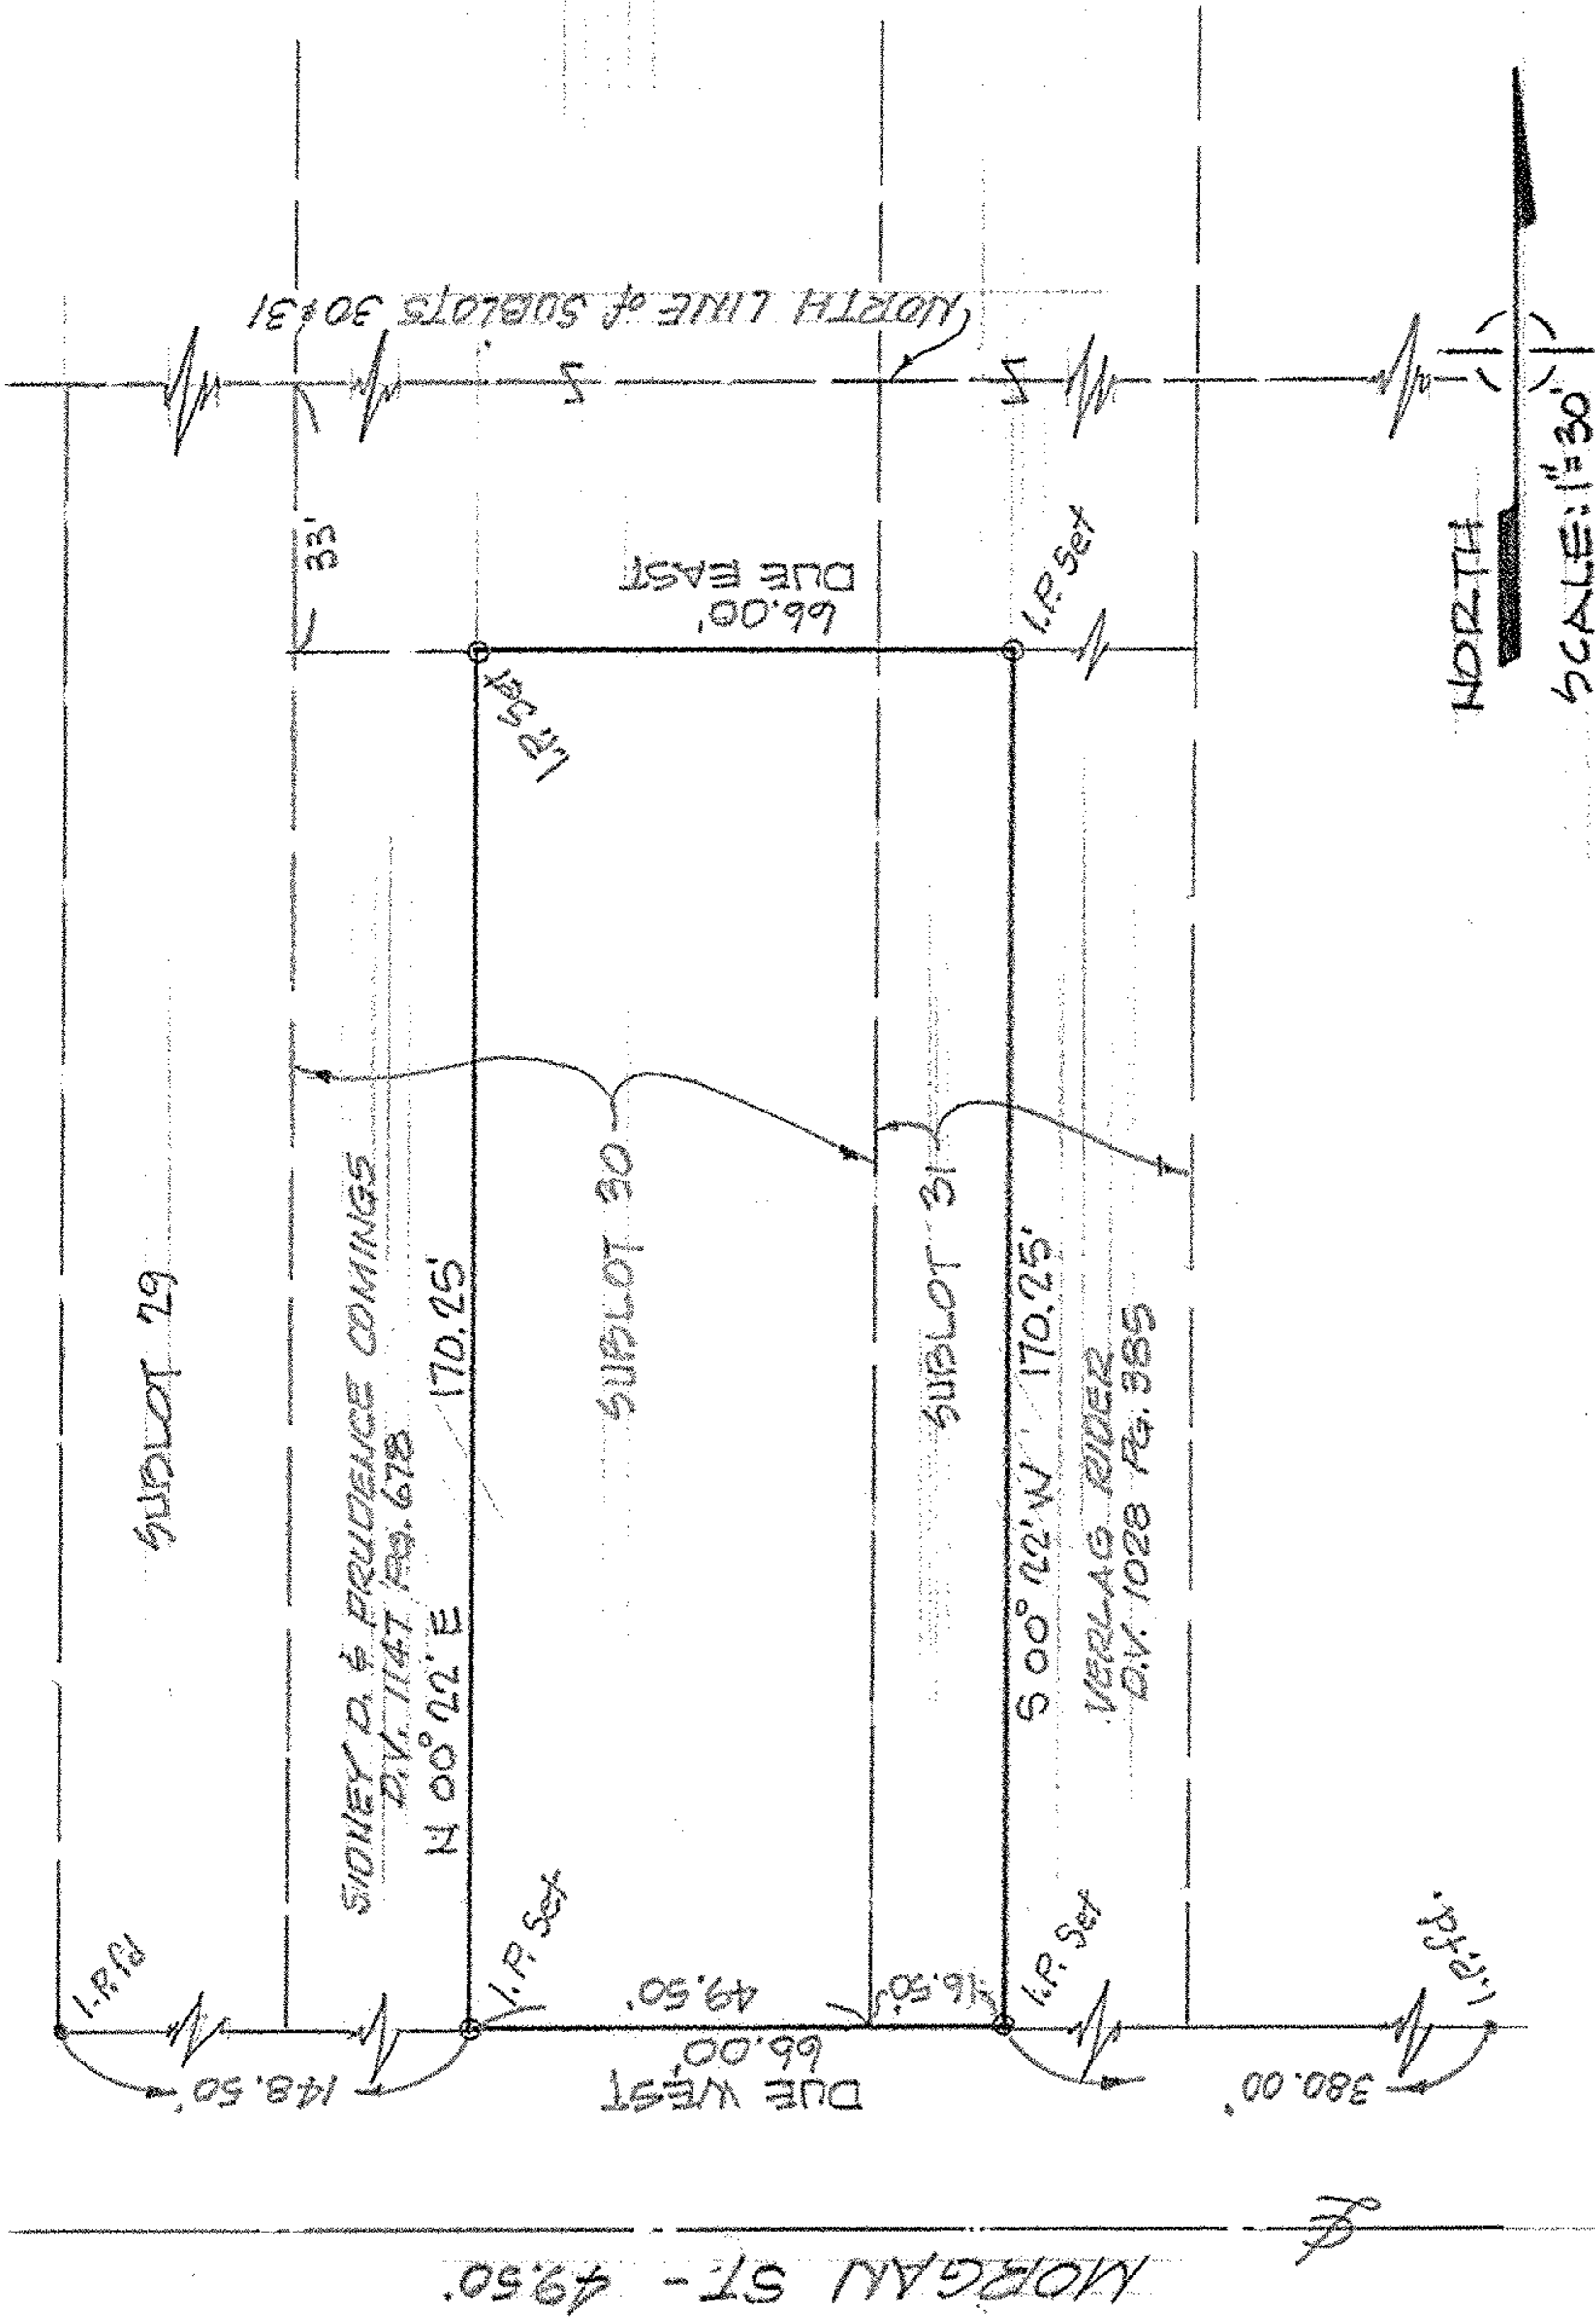 SUBLOT 29
I.P. fd
148.50'
SIDNEY D. & PRUDENCE COMINGS
D.V. 1147 PG. 678
N 00° 22' E 170.25'
I.P. Set
I.P. Set
33'
NORTH LINE of SUBLOTS 30 & 31
SUBLOT 30
66.00'
DUE EAST
49.50'
66.00'
DUE WEST
16.50'
SUBLOT 31
S 00° 22' W 170.25'
I.P. Set
I.P. Set
VERLAG RIDER
D.V. 1028 PG. 385
380.00'
I.P. fd.
MORGAN ST. - 49.50'
NORTH
SCALE: 1"=30'